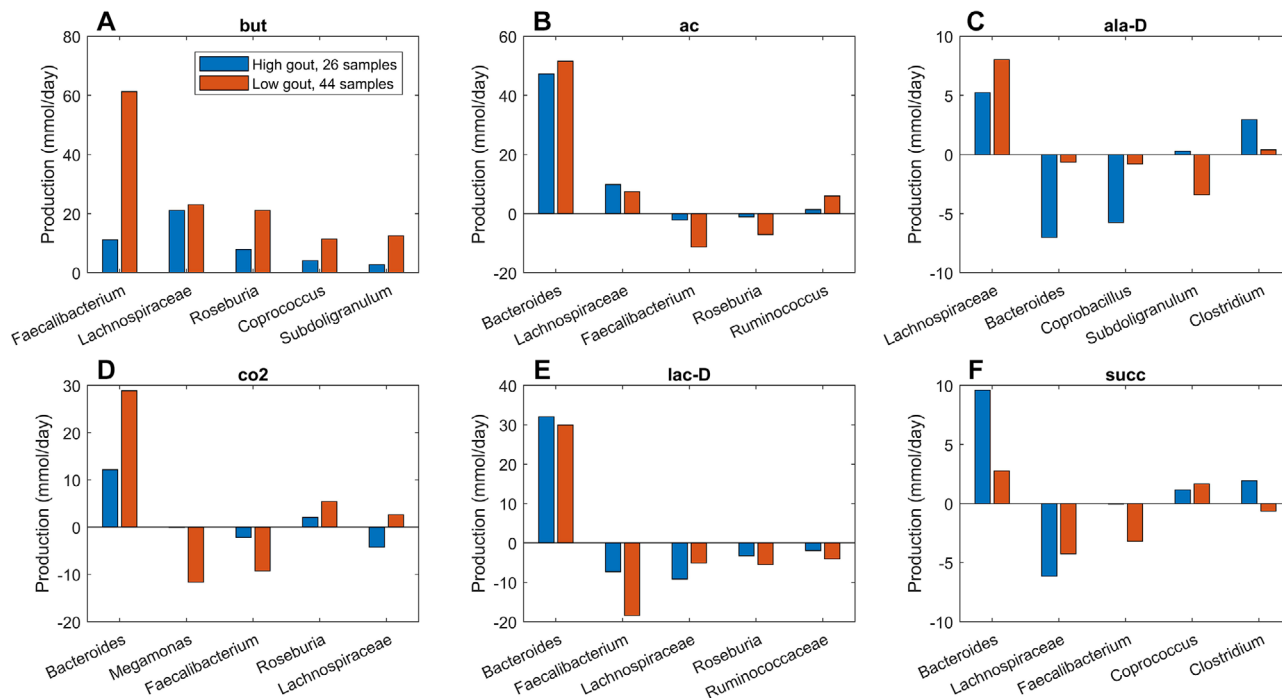 A
but
Production (mmol/day)
80
60
40
20
0
High gout, 26 samples
Low gout, 44 samples
Faecalibacterium
Lachnospiraceae
Roseburia
Coprococcus
Subdoligranulum
B
ac
Production (mmol/day)
60
40
20
0
-20
Bacteroides
Lachnospiraceae
Faecalibacterium
Roseburia
Ruminococcus
C
ala-D
Production (mmol/day)
10
5
0
-5
-10
Lachnospiraceae
Bacteroides
Coprobacillus
Subdoligranulum
Clostridium
D
co2
Production (mmol/day)
30
20
10
0
-10
-20
Bacteroides
Megamonas
Faecalibacterium
Roseburia
Lachnospiraceae
E
lac-D
Production (mmol/day)
40
30
20
10
0
-10
-20
Bacteroides
Faecalibacterium
Lachnospiraceae
Roseburia
Ruminococcaceae
F
succ
Production (mmol/day)
10
5
0
-5
-10
Bacteroides
Lachnospiraceae
Faecalibacterium
Coprococcus
Clostridium